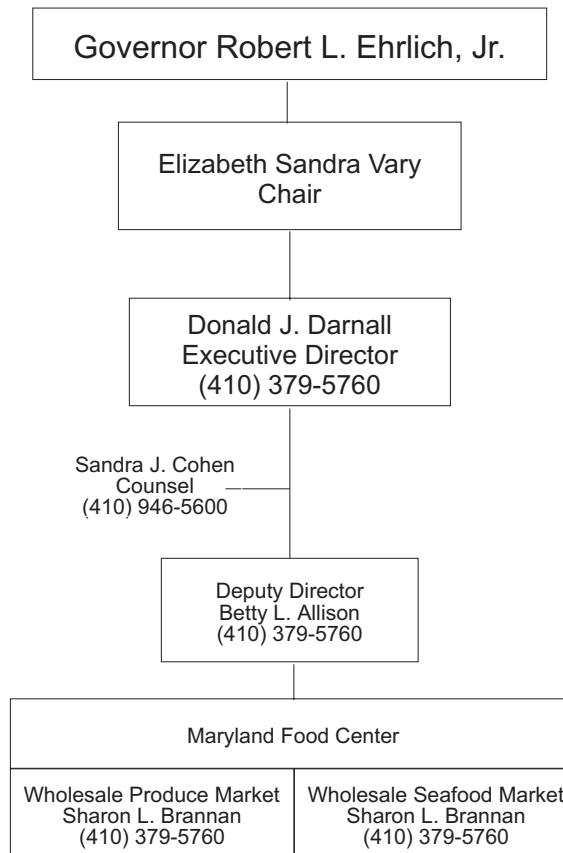 Governor Robert L. Ehrlich, Jr.
Elizabeth Sandra Vary
Chair
Donald J. Darnall
Executive Director
(410) 379-5760
Sandra J. Cohen
Counsel
(410) 946-5600
Deputy Director
Betty L. Allison
(410) 379-5760
Maryland Food Center
Wholesale Produce Market
Sharon L. Brannan
(410) 379-5760
Wholesale Seafood Market
Sharon L. Brannan
(410) 379-5760